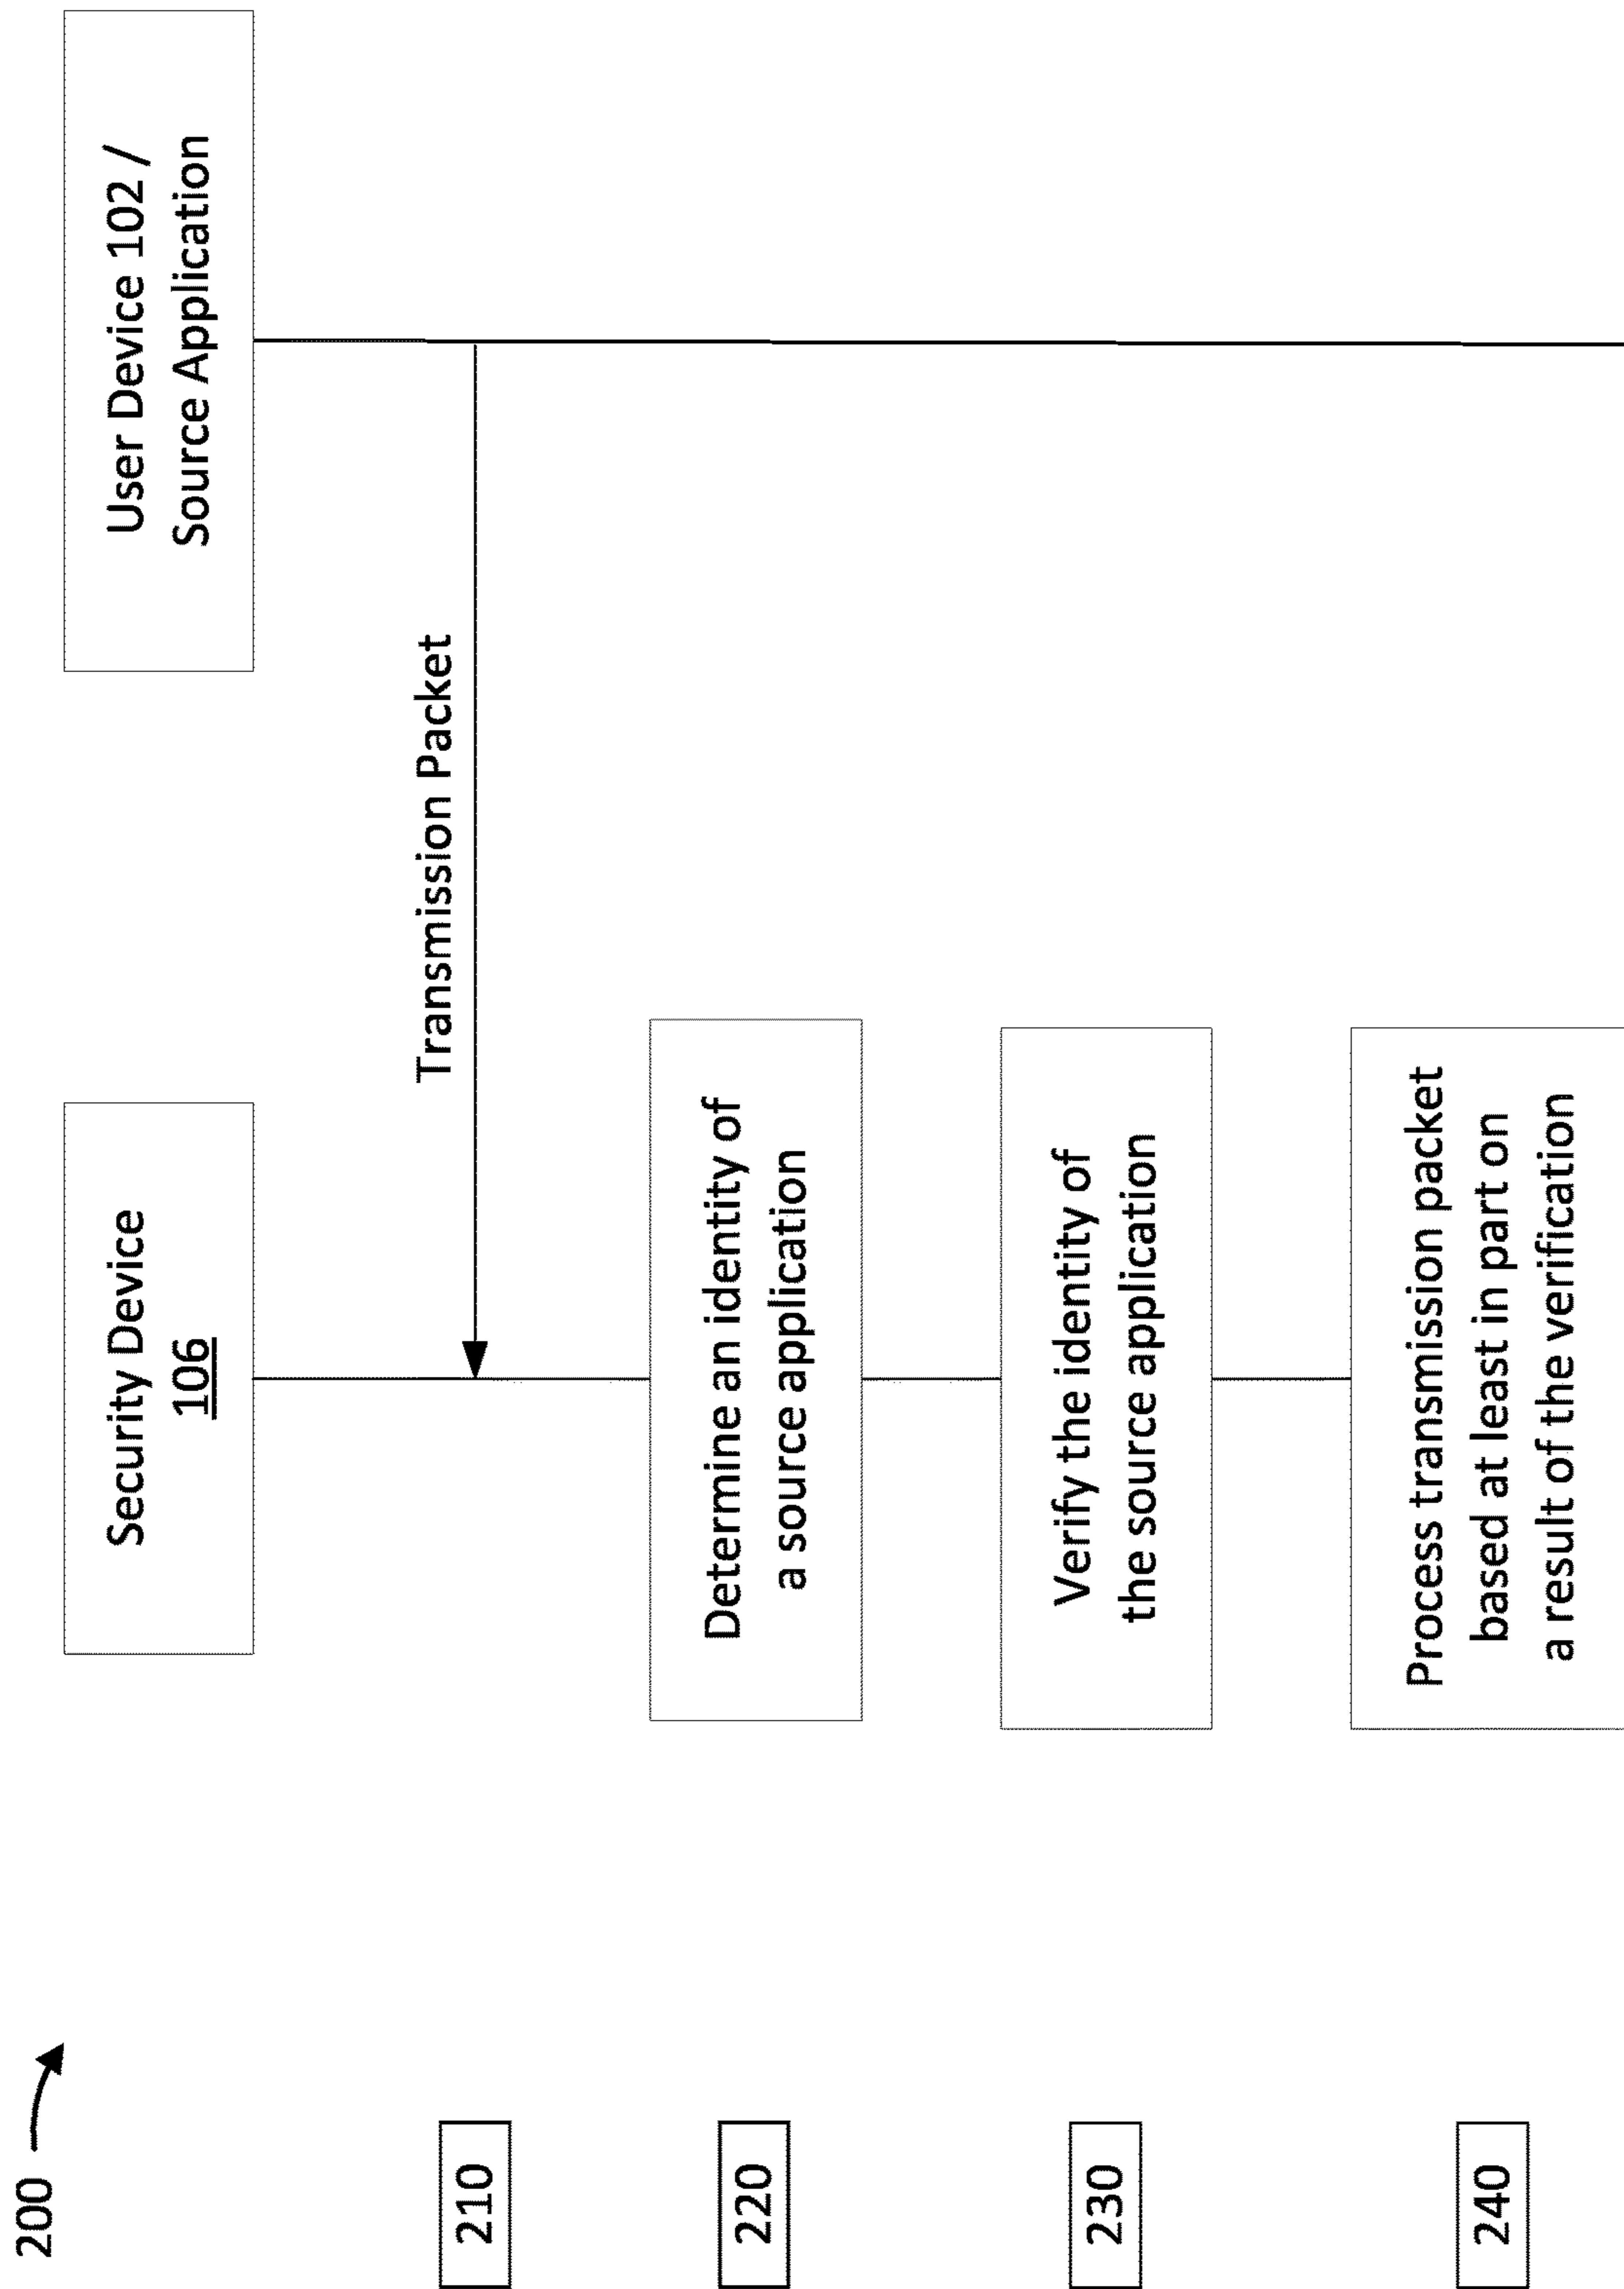 200
Security Device
106
User Device 102 /
Source Application
210
Transmission Packet
220
Determine an identity of
a source application
230
Verify the identity of
the source application
240
Process transmission packet
based at least in part on
a result of the verification